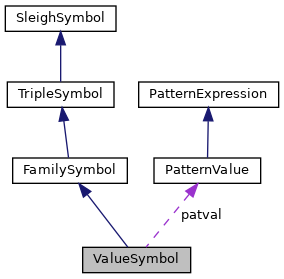 SleighSymbol
TripleSymbol
PatternExpression
FamilySymbol
PatternValue
patval
ValueSymbol